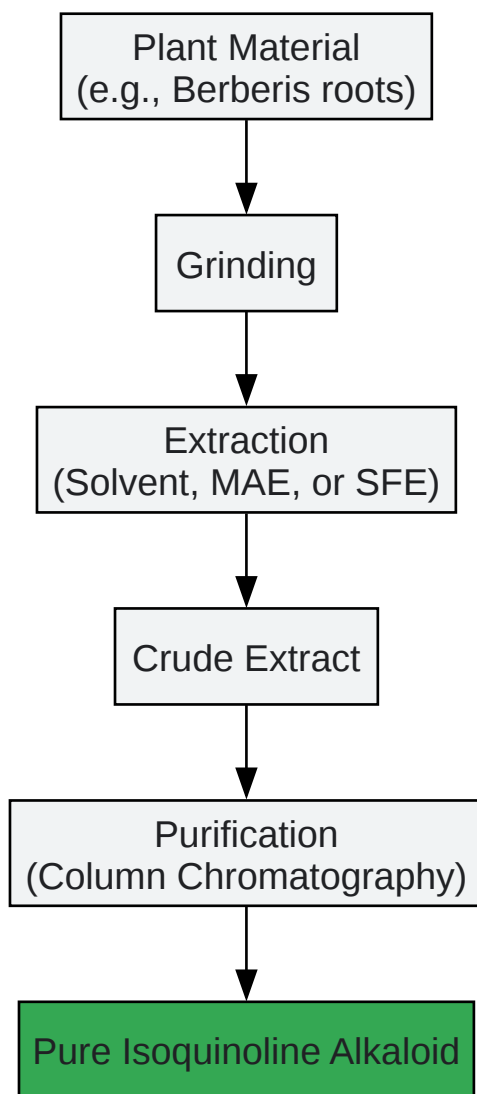 Plant Material
(e.g., Berberis roots)
Grinding
Extraction
(Solvent, MAE, or SFE)
Crude Extract
Purification
(Column Chromatography)
Pure Isoquinoline Alkaloid